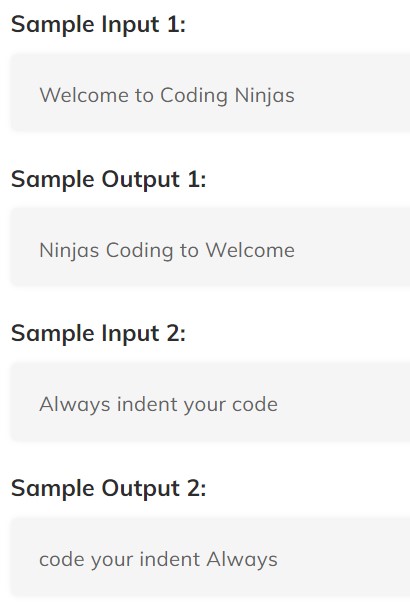 Sample Input 1:
Welcome to Coding Ninjas
Sample Output 1:
Ninjas Coding to Welcome
Sample Input 2:
Always indent your code
Sample Output 2:
code your indent Always